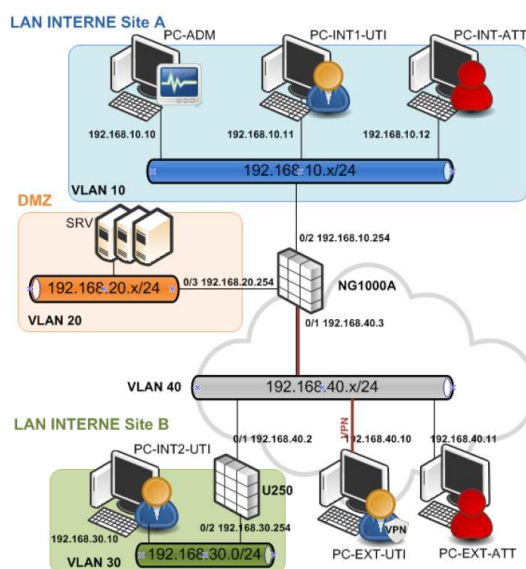 LAN INTERNE Site A
PC-ADM
PC-INT1-UTI
PC-INT-ATT
192.168.10.10
192.168.10.11
192.168.10.12
192.168.10.x/24
VLAN 10
DMZ
SRV
0/2 192.168.10.254
192.168.20.x/24
0/3 192.168.20.254
NG1000A
VLAN 20
0/1 192.168.40.3
VLAN 40
192.168.40.x/24
LAN INTERNE Site B
VPN
0/1 192.168.40.2
192.168.40.10
192.168.40.11
PC-INT2-UTI
U250
192.168.30.10
0/2 192.168.30.254
VPN
PC-EXT-UTI
PC-EXT-ATT
VLAN 30
192.168.30.0/24